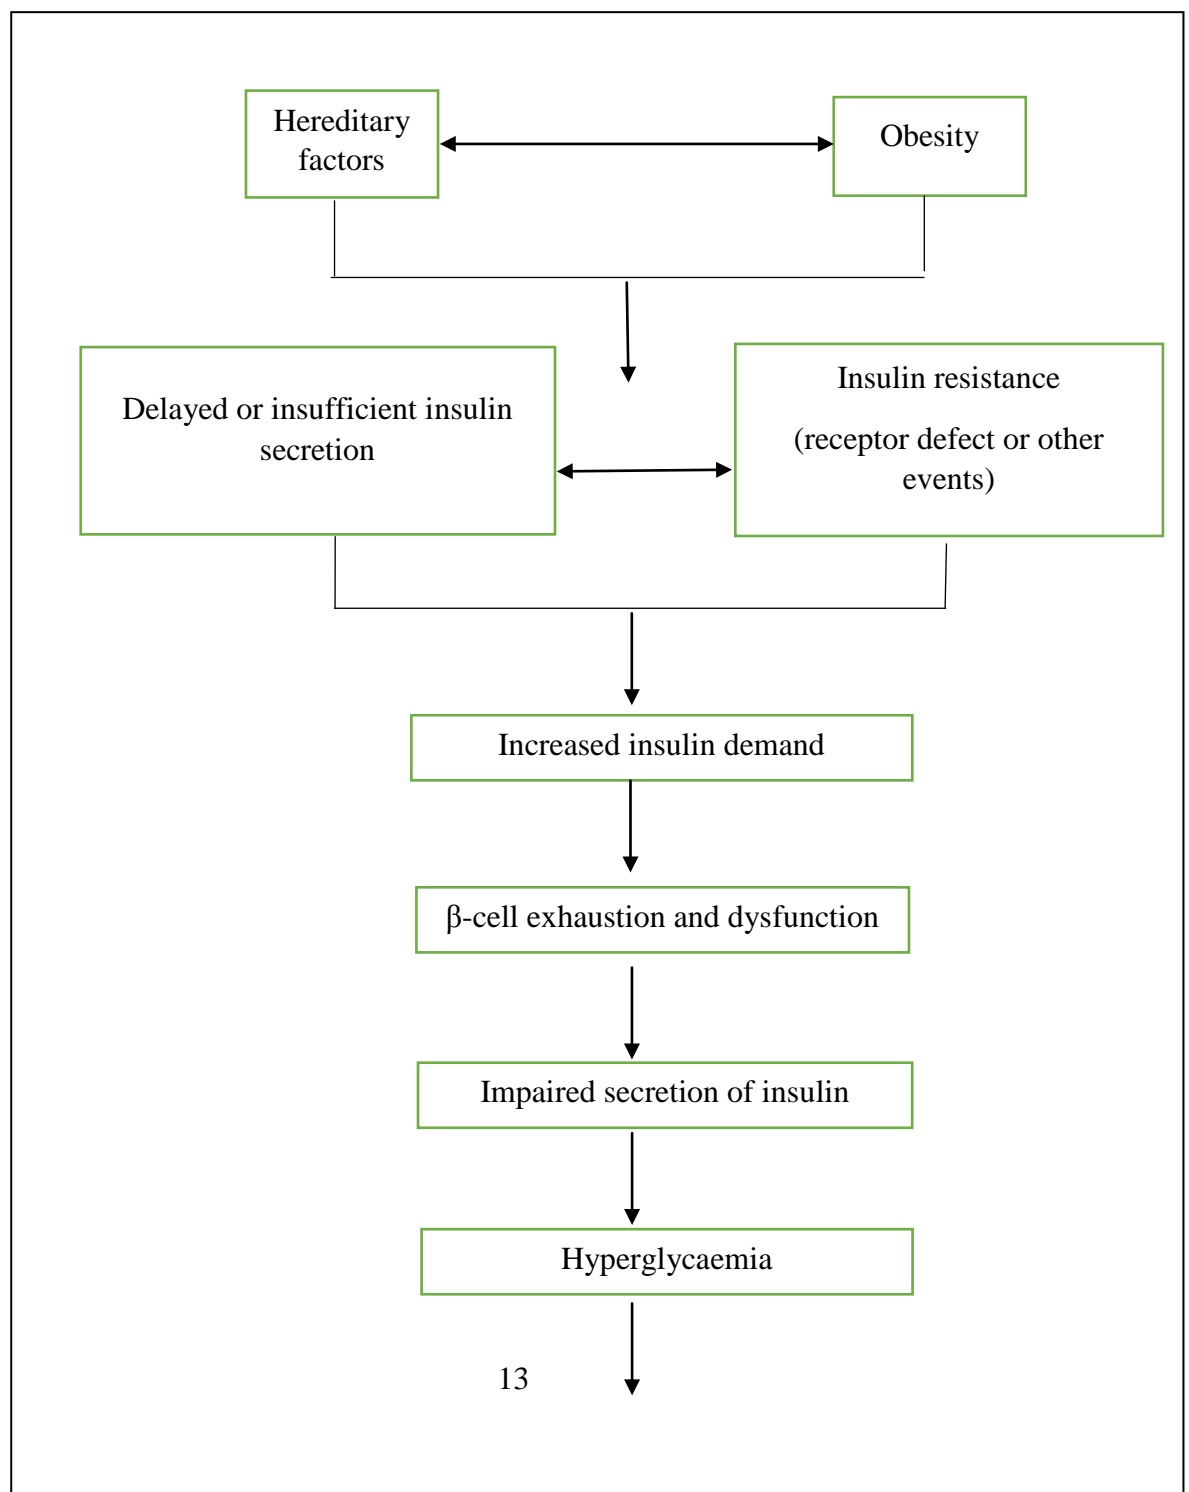 Hereditary
factors
Obesity
Delayed or insufficient insulin
secretion
Insulin resistance
(receptor defect or other
events)
Increased insulin demand
β-cell exhaustion and dysfunction
Impaired secretion of insulin
Hyperglycaemia
13